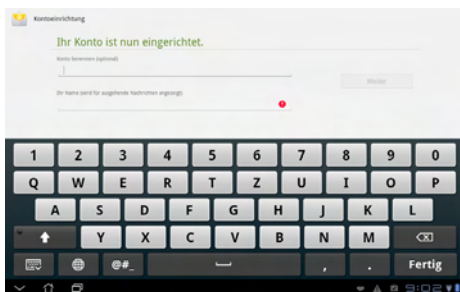 Kontoeinrichtung
Ihr Konto ist nun eingerichtet.
Konto benennen (optional)
Weiter
Ihr Name (wird für ausgehende Nachrichten angezeigt)
1 2 3 4 5 6 7 8 9 0
Q W E R T Z U I O P
A S D F G H J K L
Y X C V B N M
@#_ , . Fertig
9:02